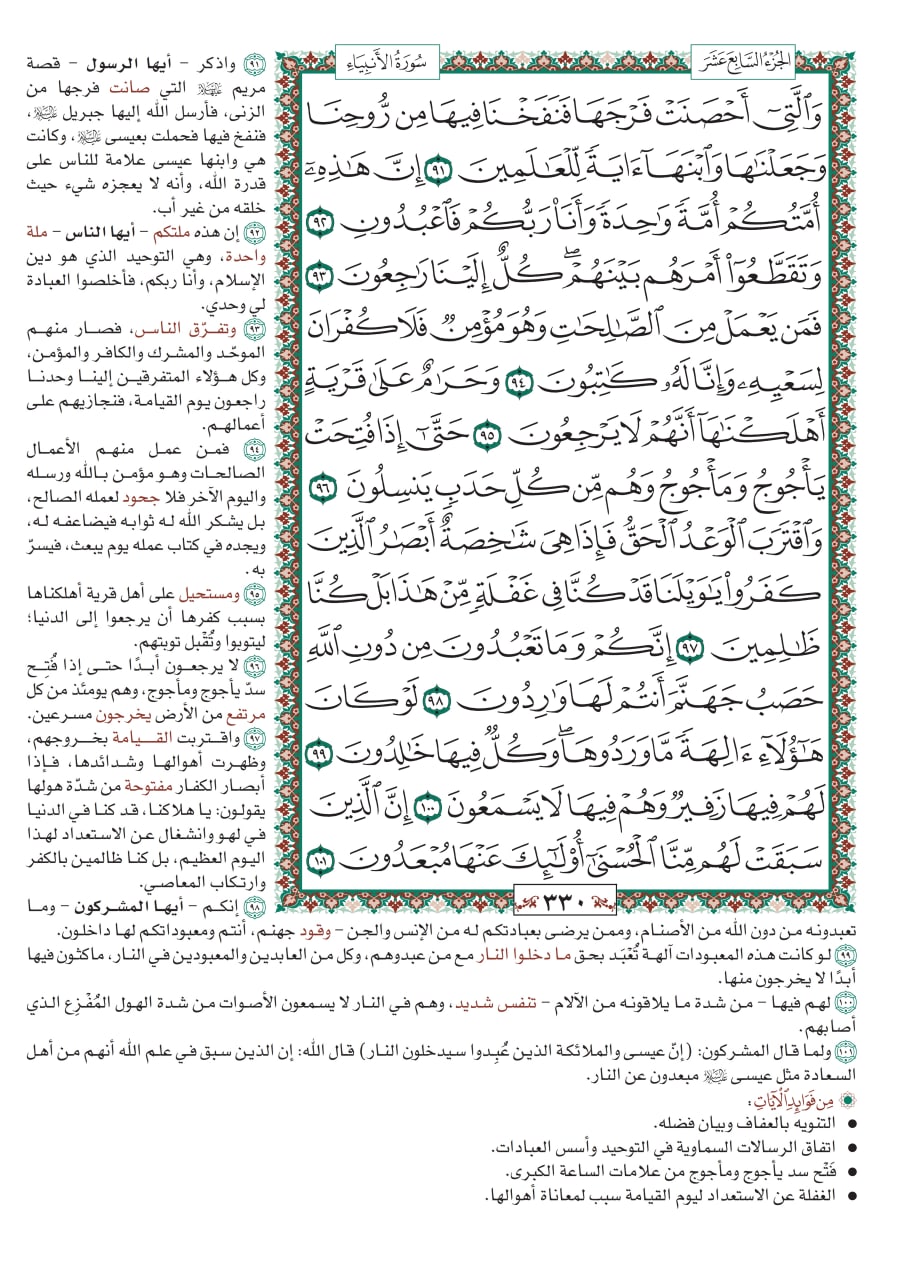 الجزء السابع عشر
سورة الأنبياء
وَٱلَّتِيٓ أَحۡصَنَتۡ فَرۡجَهَا فَنَفَخۡنَا فِيهَا مِن رُّوحِنَا
وَجَعَلۡنَٰهَا وَٱبۡنَهَآ ءَايَةٗ لِّلۡعَٰلَمِينَ ٩١ إِنَّ هَٰذِهِۦٓ
أُمَّتُكُمۡ أُمَّةٗ وَٰحِدَةٗ وَأَنَا۠ رَبُّكُمۡ فَٱعۡبُدُونِ ٩٢
وَتَقَطَّعُوٓاْ أَمۡرَهُم بَيۡنَهُمۡۖ كُلٌّ إِلَيۡنَا رَٰجِعُونَ ٩٣
فَمَن يَعۡمَلۡ مِنَ ٱلصَّٰلِحَٰتِ وَهُوَ مُؤۡمِنٞ فَلَا كُفۡرَانَ
لِسَعۡيِهِۦ وَإِنَّا لَهُۥ كَٰتِبُونَ ٩٤ وَحَرَٰمٌ عَلَىٰ قَرۡيَةٍ
أَهۡلَكۡنَٰهَآ أَنَّهُمۡ لَا يَرۡجِعُونَ ٩٥ حَتَّىٰٓ إِذَا فُتِحَتۡ
يَأۡجُوجُ وَمَأۡجُوجُ وَهُم مِّن كُلِّ حَدَبٖ يَنسِلُونَ ٩٦
وَٱقۡتَرَبَ ٱلۡوَعۡدُ ٱلۡحَقُّ فَإِذَا هِيَ شَٰخِصَةٌ أَبۡصَٰرُ ٱلَّذِينَ
كَفَرُواْ يَٰوَيۡلَنَا قَدۡ كُنَّا فِي غَفۡلَةٖ مِّنۡ هَٰذَا بَلۡ كُنَّا
ظَٰلِمِينَ ٩٧ إِنَّكُمۡ وَمَا تَعۡبُدُونَ مِن دُونِ ٱللَّهِ
حَصَبُ جَهَنَّمَ أَنتُمۡ لَهَا وَٰرِدُونَ ٩٨ لَوۡ كَانَ
هَٰٓؤُلَآءِ ءَالِهَةٗ مَّا وَرَدُوهَاۖ وَكُلّٞ فِيهَا خَٰلِدُونَ ٩٩
لَهُمۡ فِيهَا زَفِيرٞ وَهُمۡ فِيهَا لَا يَسۡمَعُونَ ١٠٠ إِنَّ ٱلَّذِينَ
سَبَقَتۡ لَهُم مِّنَّا ٱلۡحُسۡنَىٰٓ أُوْلَٰٓئِكَ عَنۡهَا مُبۡعَدُونَ ١٠١
٣٣٠
٩١ واذكر - أيها الرسول - قصة
مريم عليها السلام التي صانت فرجها من
الزنى، فأرسل الله إليها جبريل عليه السلام،
فنفخ فيها فحملت بعيسى عليه السلام، وكانت
هي وابنها عيسى علامة للناس على
قدرة الله، وأنه لا يعجزه شيء حيث
خلقه من غير أب.
٩٢ إن هذه ملتكم - أيها الناس - ملة
واحدة، وهي التوحيد الذي هو دين
الإسلام، وأنا ربكم، فأخلصوا العبادة
لي وحدي.
٩٣ وتفرّق الناس، فصار منهم
الموحّد والمشرك والكافر والمؤمن،
وكل هؤلاء المتفرقين إلينا وحدنا
راجعون يوم القيامة، فنجازيهم على
أعمالهم.
٩٤ فمن عمل منهم الأعمال
الصالحات وهو مؤمن بالله ورسله
واليوم الآخر فلا جحود لعمله الصالح،
بل يشكر الله له ثوابه فيضاعفه له،
ويجده في كتاب عمله يوم يبعث، فيسرّ
به.
٩٥ ومستحيل على أهل قرية أهلكناها
بسبب كفرها أن يرجعوا إلى الدنيا؛
ليتوبوا وتُقْبل توبتهم.
٩٦ لا يرجعون أبدًا حتى إذا فُتِح
سدّ يأجوج ومأجوج، وهم يومئذ من كل
مرتفع من الأرض يخرجون مسرعين.
٩٧ واقتربت القيامة بخروجهم،
وظهرت أهوالها وشدائدها، فإذا
أبصار الكفار مفتوحة من شدّة هولها
يقولون: يا هلاكنا، قد كنا في الدنيا
في لهو وانشغال عن الاستعداد لهذا
اليوم العظيم، بل كنا ظالمين بالكفر
وارتكاب المعاصي.
٩٨ إنكم - أيها المشركون - وما
تعبدونه من دون الله من الأصنام، وممن يرضى بعبادتكم له من الإنس والجن - وقود جهنم، أنتم ومعبوداتكم لها داخلون.
٩٩ لو كانت هذه المعبودات آلهة تُعْبَد بحق ما دخلوا النار مع من عبدوهم، وكل من العابدين والمعبودين في النار، ماكثون فيها
أبدًا لا يخرجون منها.
١٠٠ لهم فيها - من شدة ما يلاقونه من الآلام - تنفس شديد، وهم في النار لا يسمعون الأصوات من شدة الهول المُفْزِع الذي
أصابهم.
١٠١ ولما قال المشركون: (إنّ عيسى والملائكة الذين عُبِدوا سيدخلون النار) قال الله: إن الذين سبق في علم الله أنهم من أهل
السعادة مثل عيسى عليه السلام مبعدون عن النار.
من فوائد الآيات:
● التنويه بالعفاف وبيان فضله.
● اتفاق الرسالات السماوية في التوحيد وأسس العبادات.
● فَتْح سد يأجوج ومأجوج من علامات الساعة الكبرى.
● الغفلة عن الاستعداد ليوم القيامة سبب لمعاناة أهوالها.